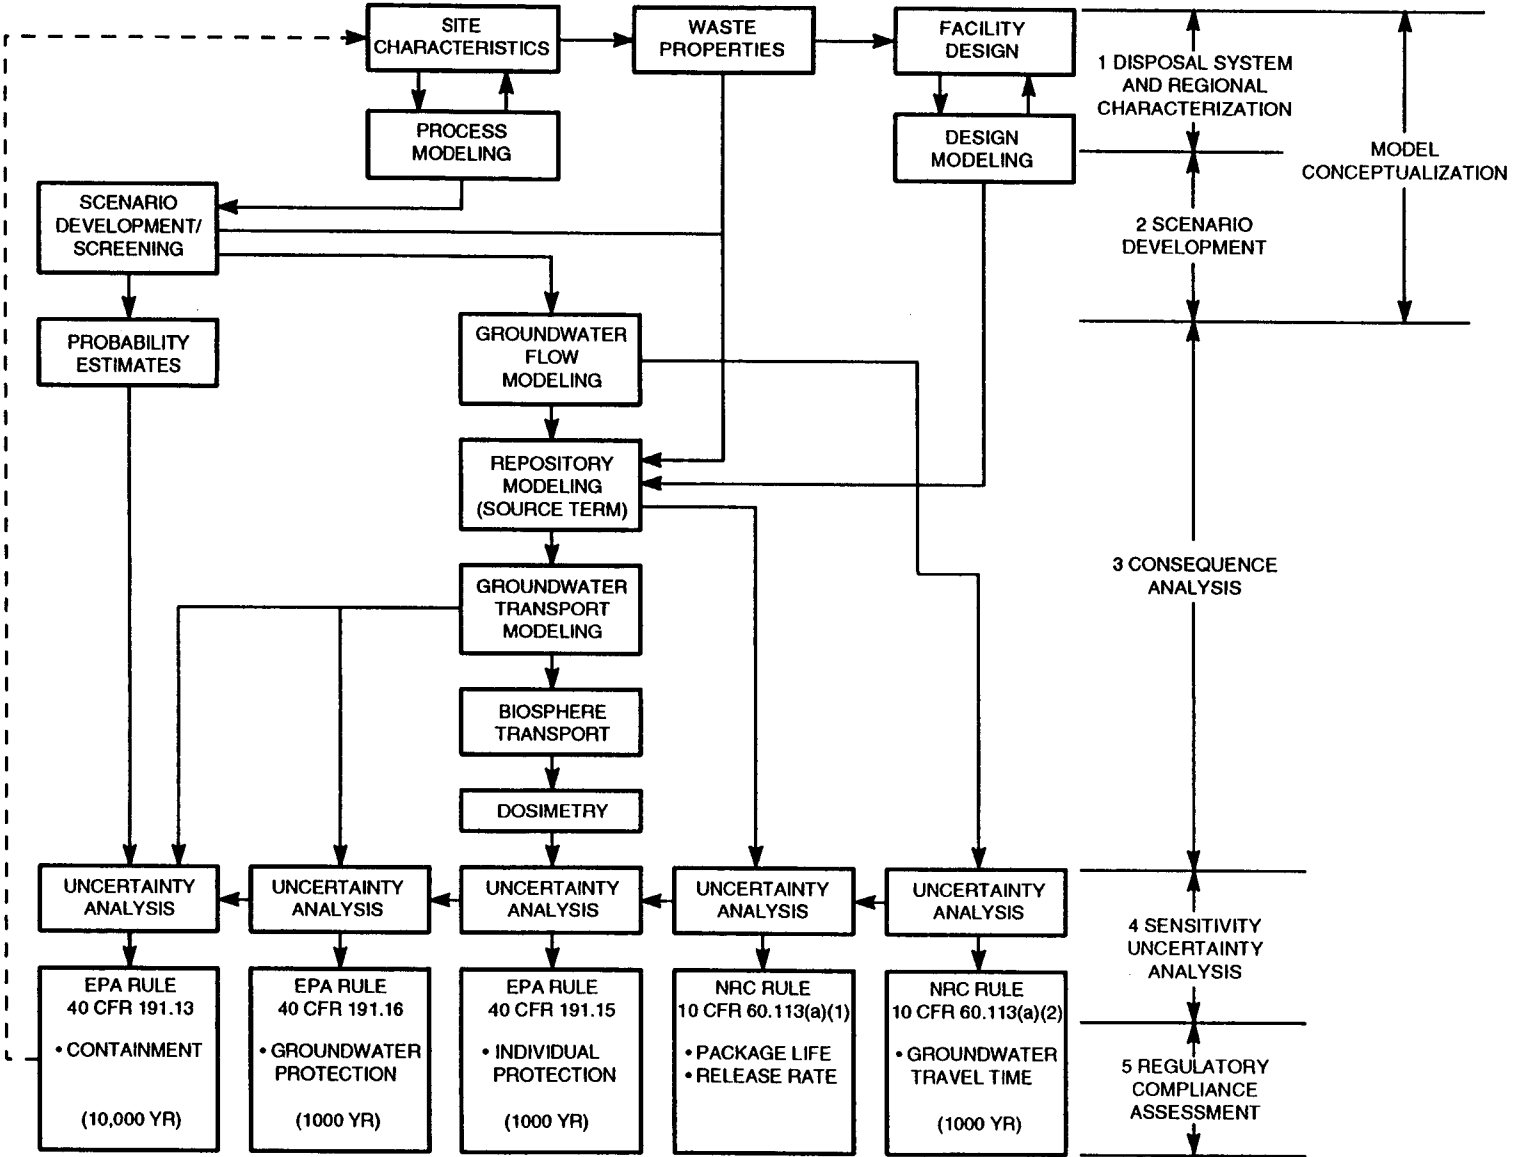 SITE
CHARACTERISTICS
WASTE
PROPERTIES
FACILITY
DESIGN
1 DISPOSAL SYSTEM
AND REGIONAL
CHARACTERIZATION
PROCESS
MODELING
DESIGN
MODELING
MODEL
CONCEPTUALIZATION
SCENARIO
DEVELOPMENT/
SCREENING
2 SCENARIO
DEVELOPMENT
PROBABILITY
ESTIMATES
GROUNDWATER
FLOW
MODELING
REPOSITORY
MODELING
(SOURCE TERM)
3 CONSEQUENCE
ANALYSIS
GROUNDWATER
TRANSPORT
MODELING
BIOSPHERE
TRANSPORT
DOSIMETRY
UNCERTAINTY
ANALYSIS
UNCERTAINTY
ANALYSIS
UNCERTAINTY
ANALYSIS
UNCERTAINTY
ANALYSIS
UNCERTAINTY
ANALYSIS
4 SENSITIVITY
UNCERTAINTY
ANALYSIS
EPA RULE
40 CFR 191.13
• CONTAINMENT
(10,000 YR)
EPA RULE
40 CFR 191.16
• GROUNDWATER
PROTECTION
(1000 YR)
EPA RULE
40 CFR 191.15
• INDIVIDUAL
PROTECTION
(1000 YR)
NRC RULE
10 CFR 60.113(a)(1)
• PACKAGE LIFE
• RELEASE RATE
NRC RULE
10 CFR 60.113(a)(2)
• GROUNDWATER
TRAVEL TIME
(1000 YR)
5 REGULATORY
COMPLIANCE
ASSESSMENT